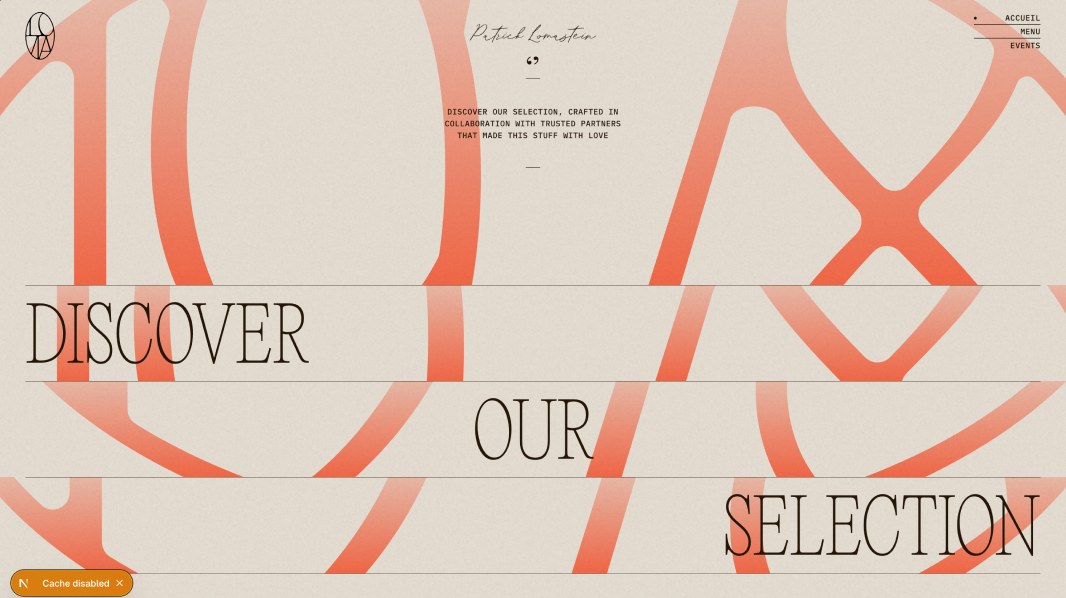 LOMA
Patrick Lomastein
ACCUEIL
MENU
EVENTS
DISCOVER OUR SELECTION, CRAFTED IN
COLLABORATION WITH TRUSTED PARTNERS
THAT MADE THIS STUFF WITH LOVE
DISCOVER
OUR
SELECTION
N Cache disabled